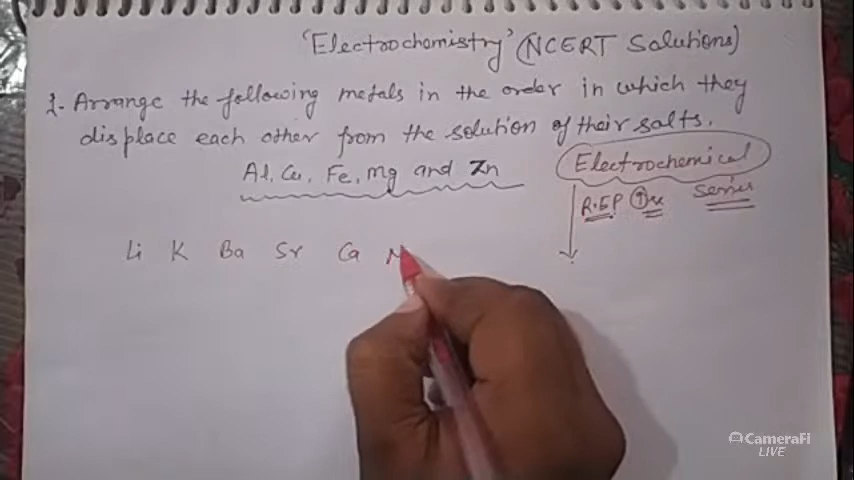 'Electrochemistry' (NCERT Solutions)
1- Arrange the following metals in the order in which they
displace each other from the solution of their salts.
Al, Cu, Fe, Mg and Zn
Electrochemical
R.E.P ↑es Series
Li K Ba Sr Ca M
CameraFi
LIVE